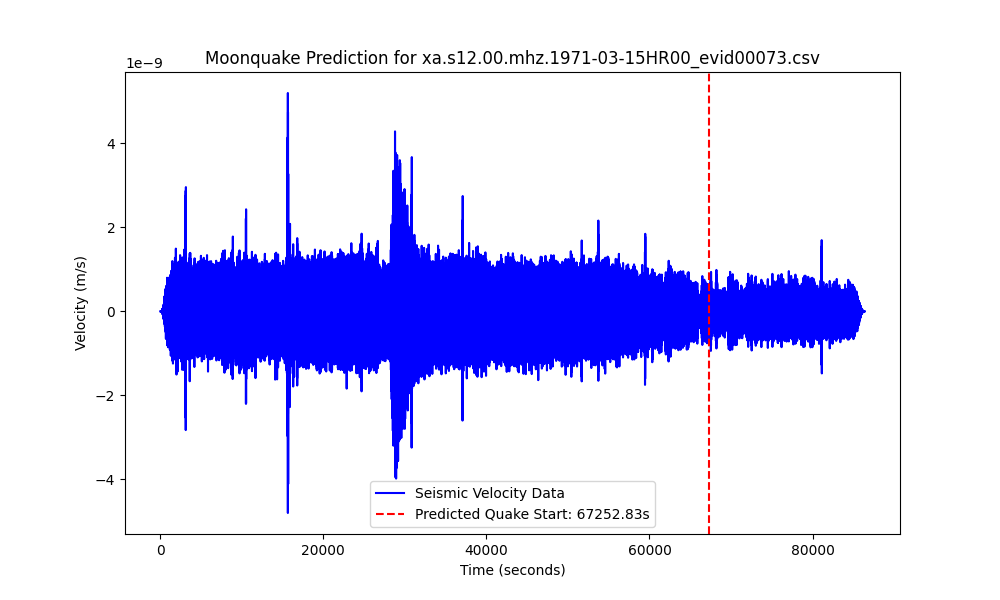 Moonquake Prediction for xa.s12.00.mhz.1971-03-15HR00_evid00073.csv
1e−9
4
2
0
−2
−4
Velocity (m/s)
Seismic Velocity Data
Predicted Quake Start: 67252.83s
0 20000 40000 60000 80000
Time (seconds)